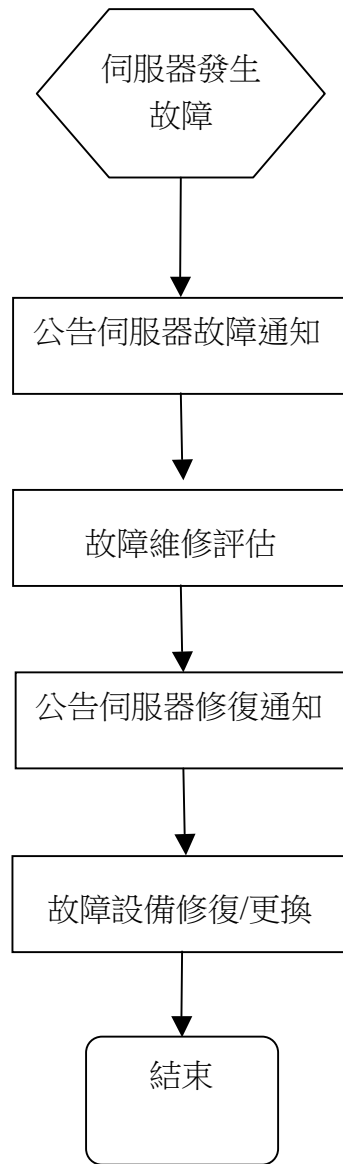 伺服器發生
故障
公告伺服器故障通知
故障維修評估
公告伺服器修復通知
故障設備修復/更換
結束